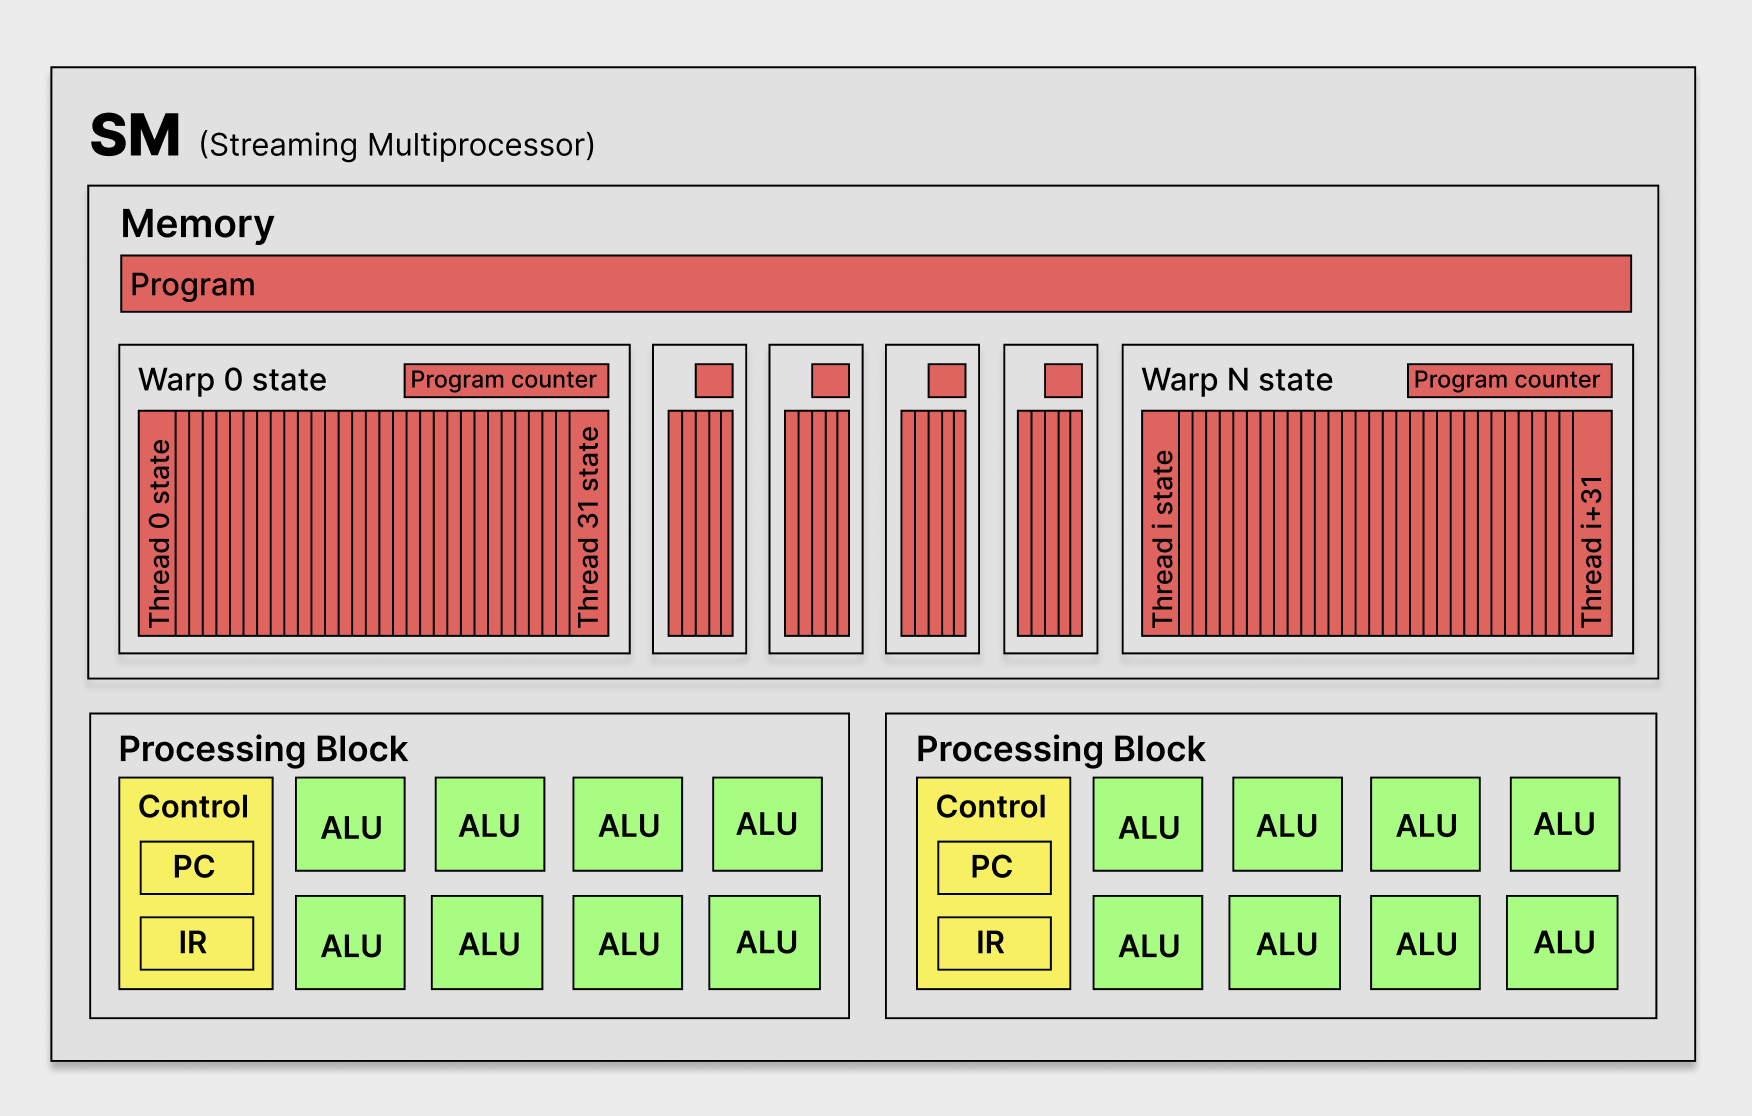 SM (Streaming Multiprocessor)
Memory
Program
Warp 0 state
Program counter
Thread 0 state
Thread 31 state
Warp N state
Program counter
Thread i state
Thread i+31
Processing Block
Control
PC
IR
ALU ALU ALU ALU
ALU ALU ALU ALU
Processing Block
Control
PC
IR
ALU ALU ALU ALU
ALU ALU ALU ALU